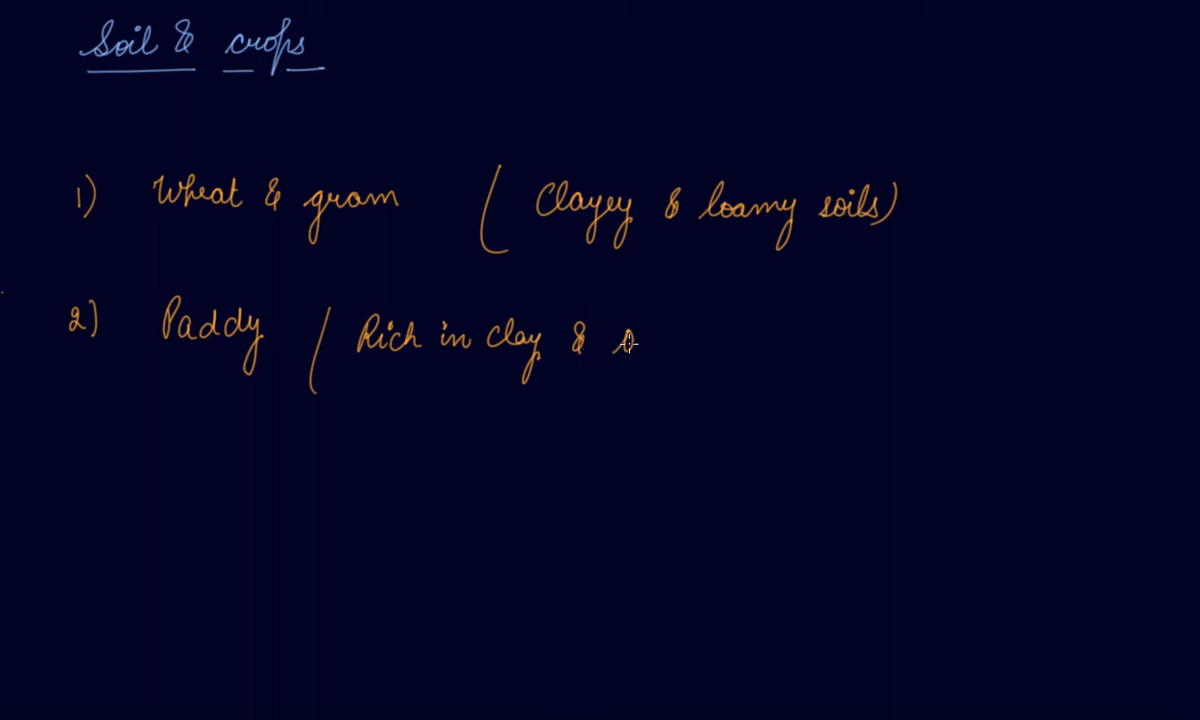 Soil & crops
1) Wheat & gram ( Clayey & loamy soils)
2) Paddy ( Rich in clay &